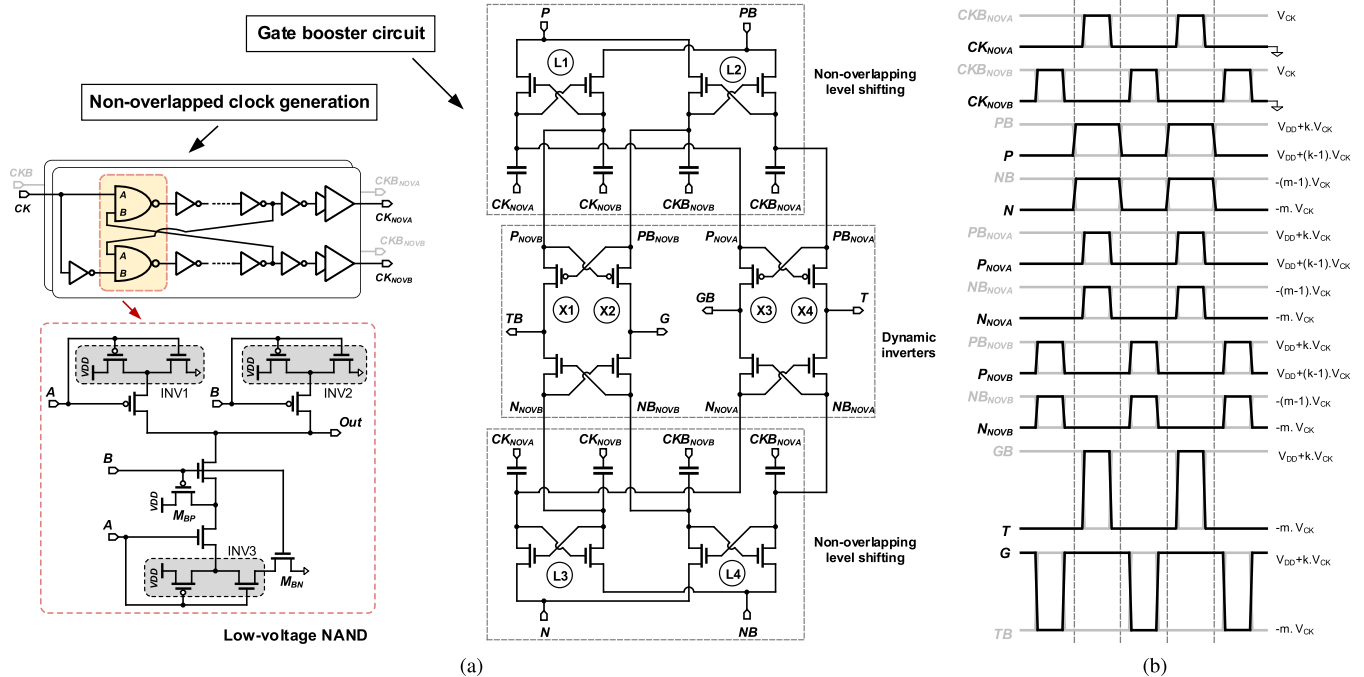 Gate booster circuit
Non-overlapped clock generation
CKB
CK
A
B
A
B
CKB_NOVA
CK_NOVA
CKB_NOVB
CK_NOVB
VDD
INV1
VDD
INV2
A
B
Out
B
VDD
M_BP
A
INV3
VDD
M_BN
Low-voltage NAND
P
PB
L1
L2
Non-overlapping
level shifting
CK_NOVA
CK_NOVB
CKB_NOVB
CKB_NOVA
P_NOVB
PB_NOVB
P_NOVA
PB_NOVA
X1
X2
X3
X4
TB
G
GB
T
Dynamic
inverters
N_NOVB
NB_NOVB
N_NOVA
NB_NOVA
CK_NOVA
CK_NOVB
CKB_NOVB
CKB_NOVA
L3
L4
Non-overlapping
level shifting
N
NB
(a)
CKB_NOVA
V_CK
CK_NOVA
CKB_NOVB
V_CK
CK_NOVB
PB
V_DD+k.V_CK
P
V_DD+(k-1).V_CK
NB
-(m-1).V_CK
N
-m. V_CK
PB_NOVA
V_DD+k.V_CK
P_NOVA
V_DD+(k-1).V_CK
NB_NOVA
-(m-1).V_CK
N_NOVA
-m. V_CK
PB_NOVB
V_DD+k.V_CK
P_NOVB
V_DD+(k-1).V_CK
NB_NOVB
-(m-1).V_CK
N_NOVB
-m. V_CK
GB
V_DD+k.V_CK
T
-m. V_CK
G
V_DD+k.V_CK
TB
-m. V_CK
(b)